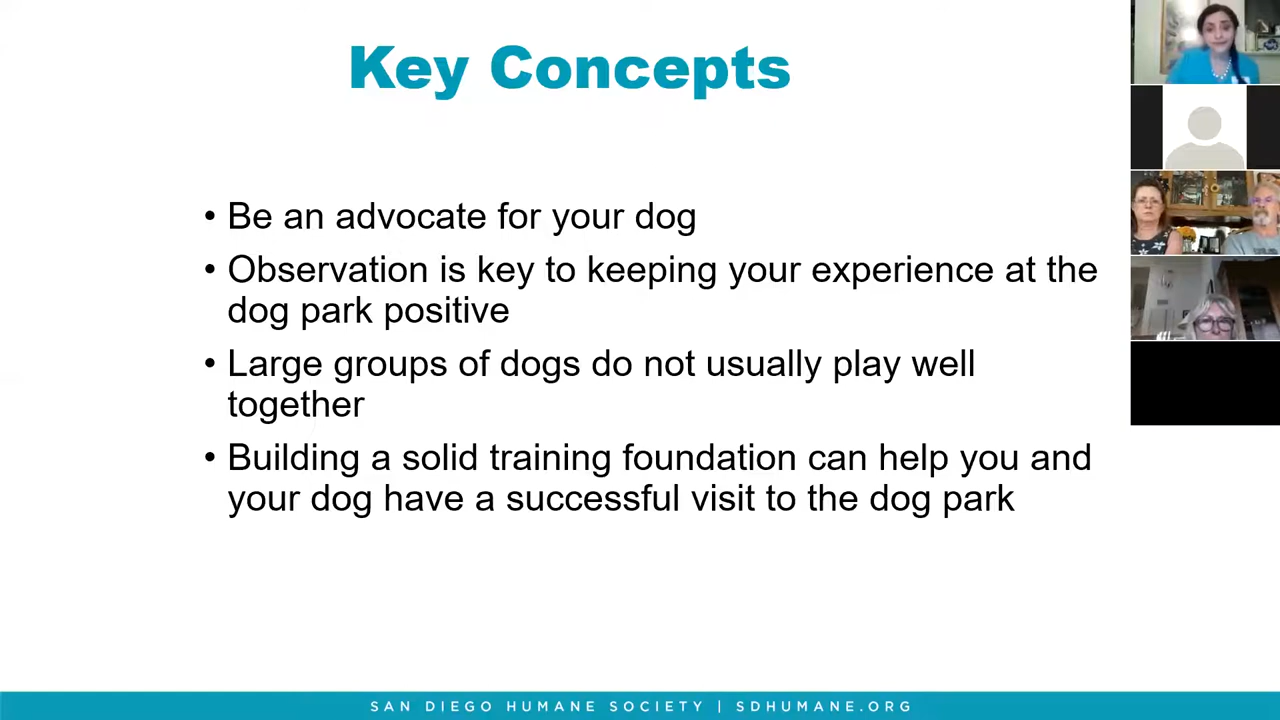 Key Concepts
• Be an advocate for your dog
• Observation is key to keeping your experience at the
dog park positive
• Large groups of dogs do not usually play well
together
• Building a solid training foundation can help you and
your dog have a successful visit to the dog park
SAN DIEGO HUMANE SOCIETY | SDHUMANE.ORG